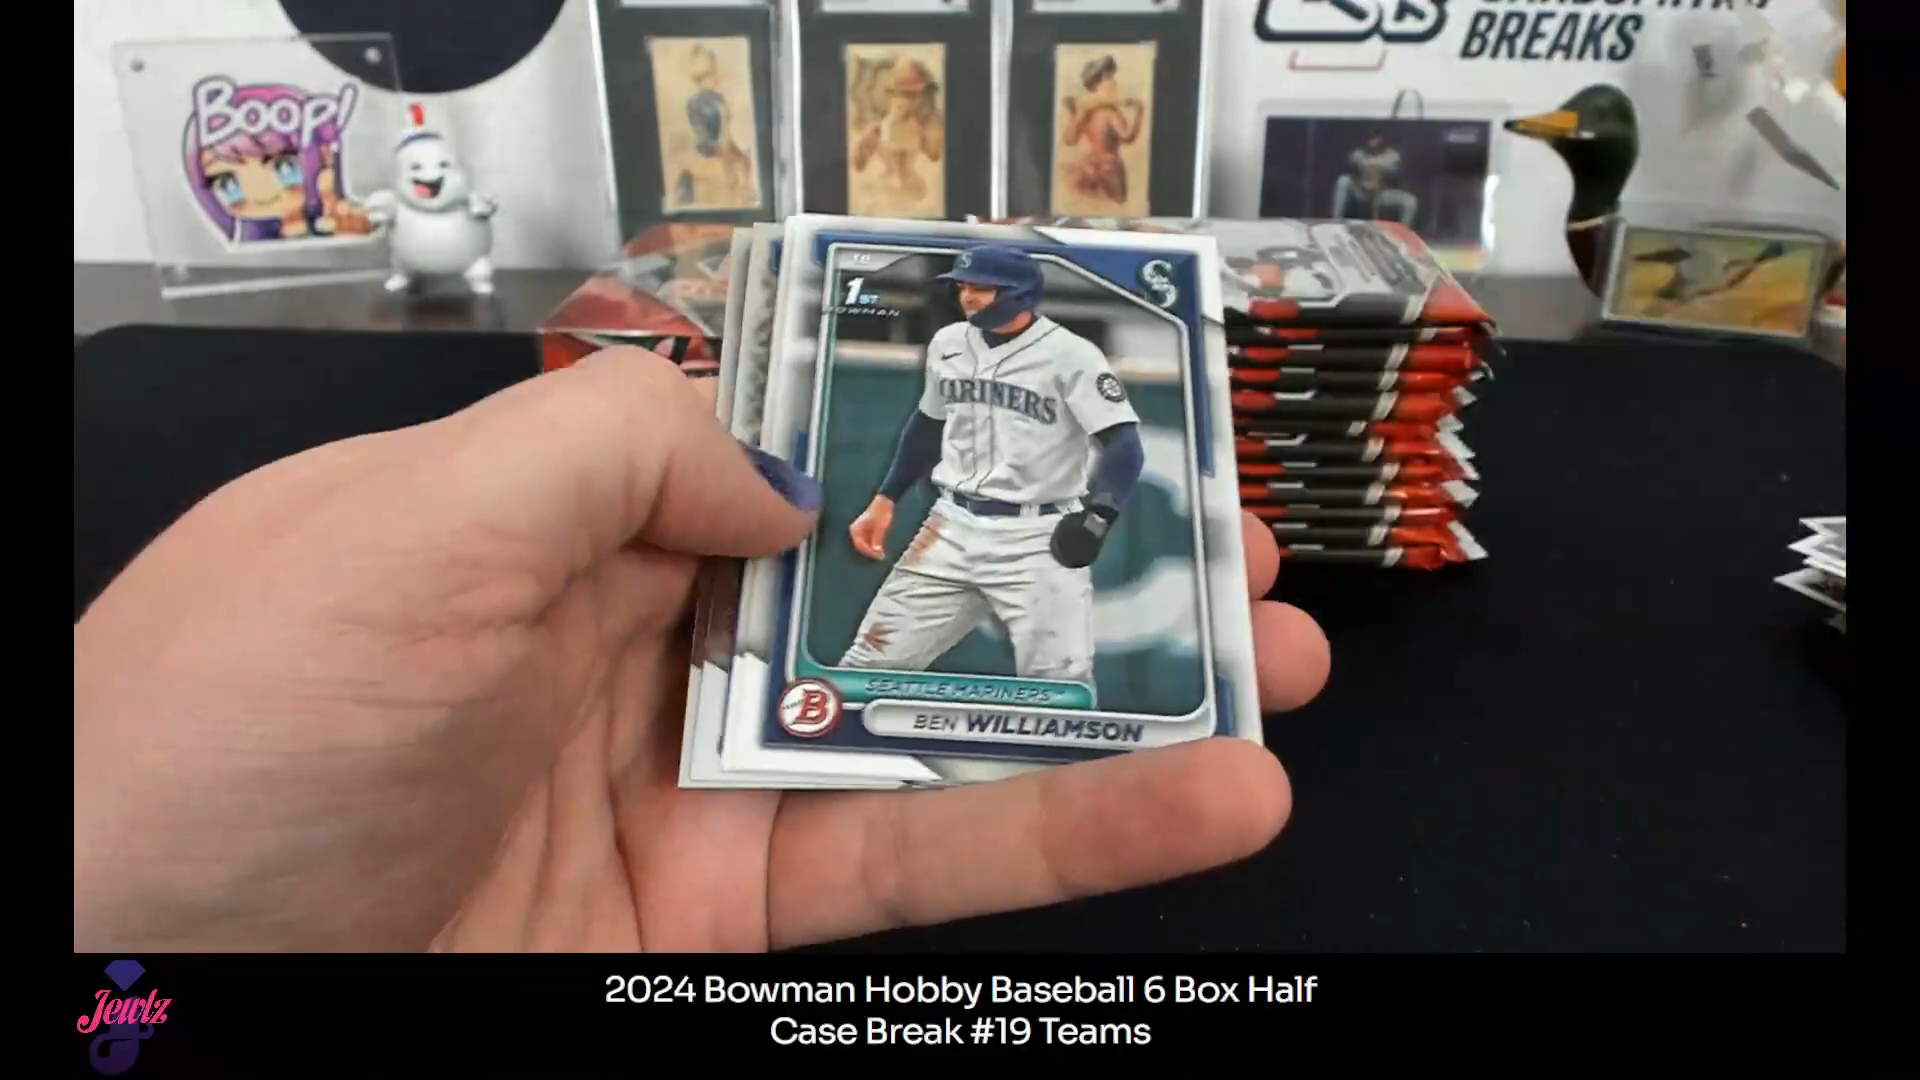 BREAKS
BOOP!
3B
1ST
BOWMAN
S
MARINERS
SEATTLE MARINERS
B
BEN WILLIAMSON
Jewlz
2024 Bowman Hobby Baseball 6 Box Half
Case Break #19 Teams